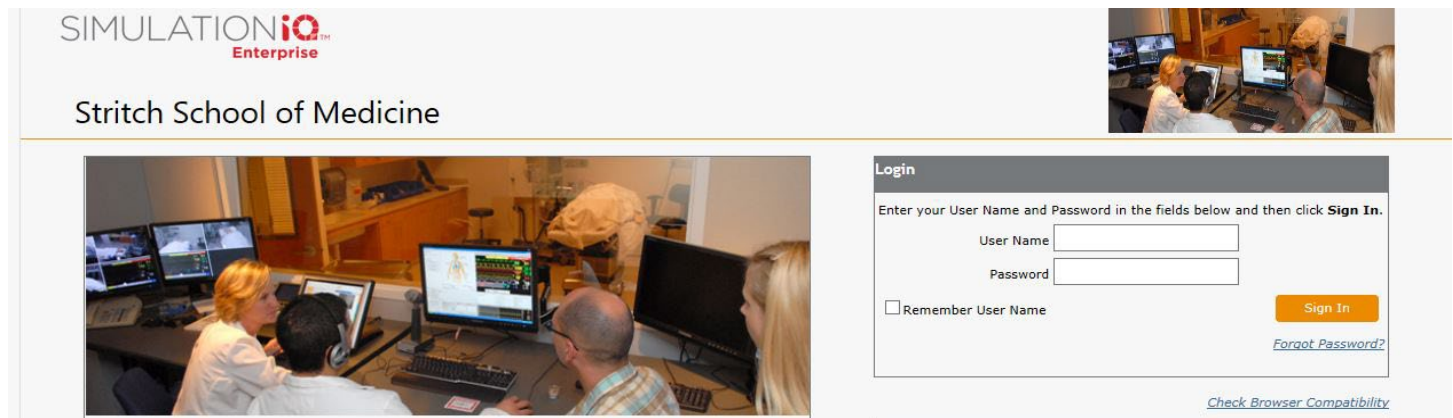 SIMULATIONiQ™
Enterprise
Stritch School of Medicine
Login
Enter your User Name and Password in the fields below and then click Sign In.
User Name
Password
Remember User Name
Sign In
Forgot Password?
Check Browser Compatibility